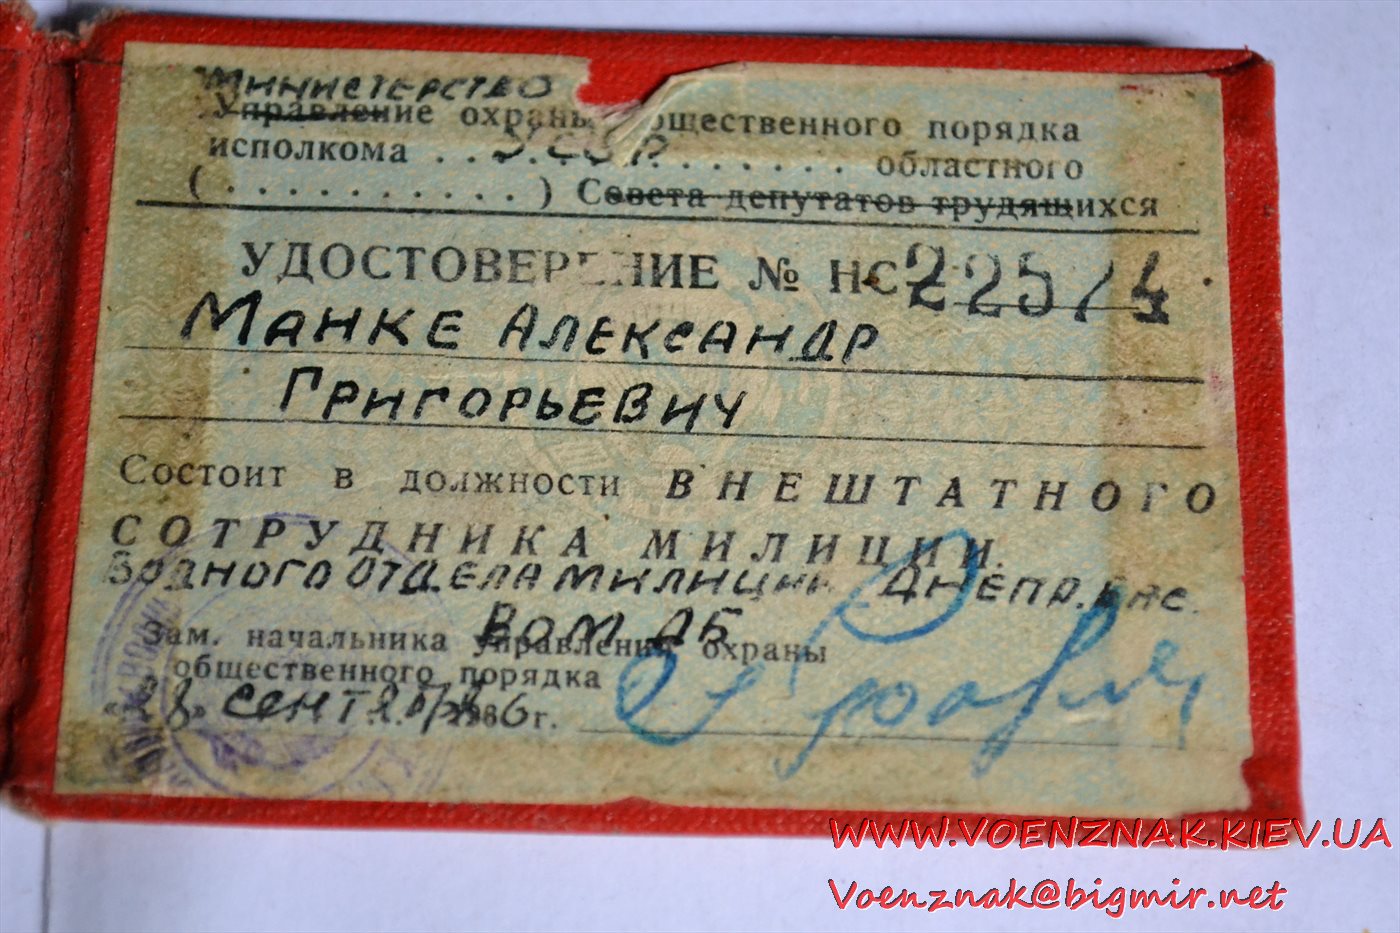 Министерство
Управление охраны общественного порядка
исполкома . . УССР . . . . . . . областного
( . . . . . . . . . . ) Совета депутатов трудящихся
УДОСТОВЕРЕНИЕ № НС 22574
Манке Александр
Григорьевич
Состоит в должности ВНЕШТАТНОГО
СОТРУДНИКА МИЛИЦИИ.
Водного отдела милиции Днепр. бас.
Зам. начальника управления охраны
общественного порядка
"28" сентября 1966 г.
WWW.VOENZNAK.KIEV.UA
Voenznak@bigmir.net